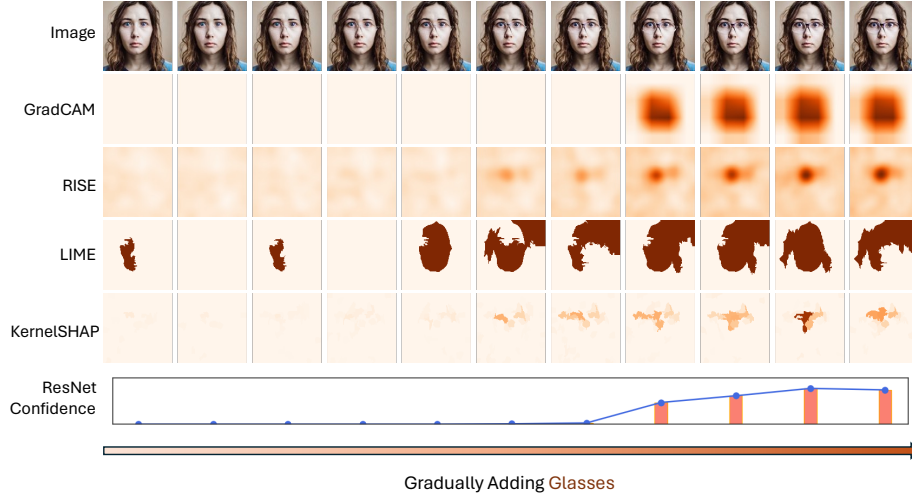 Image
GradCAM
RISE
LIME
KernelSHAP
ResNet
Confidence
Gradually Adding Glasses